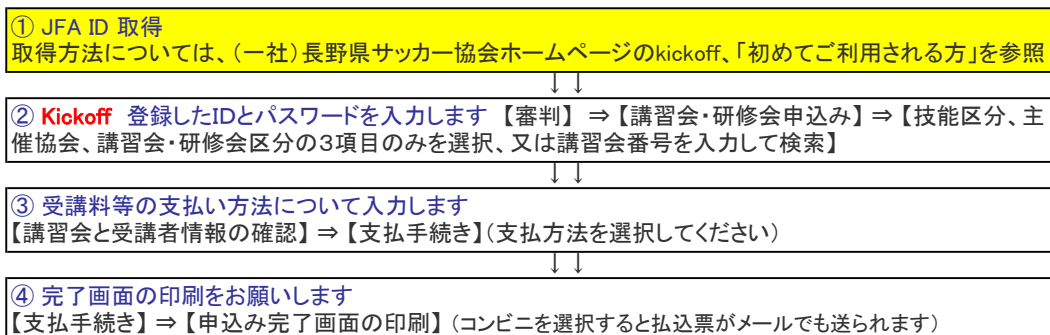 ① JFA ID 取得
取得方法については、（一社）長野県サッカー協会ホームページのkickoff、「初めてご利用される方」を参照
↓ ↓
② Kickoff 登録したIDとパスワードを入力します 【審判】 ⇒【講習会・研修会申込み】⇒【技能区分、主
催協会、講習会・研修会区分の3項目のみを選択、又は講習会番号を入力して検索】
↓ ↓
③ 受講料等の支払い方法について入力します
【講習会と受講者情報の確認】⇒【支払手続き】（支払方法を選択してください）
↓ ↓
④ 完了画面の印刷をお願いします
【支払手続き】⇒【申込み完了画面の印刷】（コンビニを選択すると払込票がメールでも送られます）